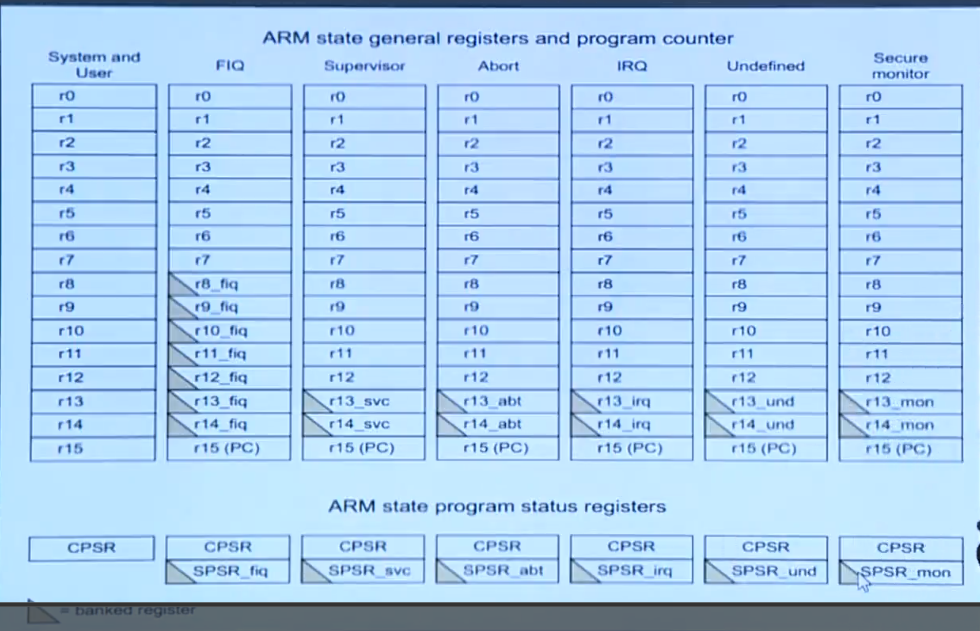 ARM state general registers and program counter
System and User FIQ Supervisor Abort IRQ Undefined Secure monitor
r0 r0 r0 r0 r0 r0 r0
r1 r1 r1 r1 r1 r1 r1
r2 r2 r2 r2 r2 r2 r2
r3 r3 r3 r3 r3 r3 r3
r4 r4 r4 r4 r4 r4 r4
r5 r5 r5 r5 r5 r5 r5
r6 r6 r6 r6 r6 r6 r6
r7 r7 r7 r7 r7 r7 r7
r8 r8_fiq r8 r8 r8 r8 r8
r9 r9_fiq r9 r9 r9 r9 r9
r10 r10_fiq r10 r10 r10 r10 r10
r11 r11_fiq r11 r11 r11 r11 r11
r12 r12_fiq r12 r12 r12 r12 r12
r13 r13_fiq r13_svc r13_abt r13_irq r13_und r13_mon
r14 r14_fiq r14_svc r14_abt r14_irq r14_und r14_mon
r15 r15 (PC) r15 (PC) r15 (PC) r15 (PC) r15 (PC) r15 (PC)
ARM state program status registers
CPSR CPSR CPSR CPSR CPSR CPSR CPSR
SPSR_fiq SPSR_svc SPSR_abt SPSR_irq SPSR_und SPSR_mon
= banked register